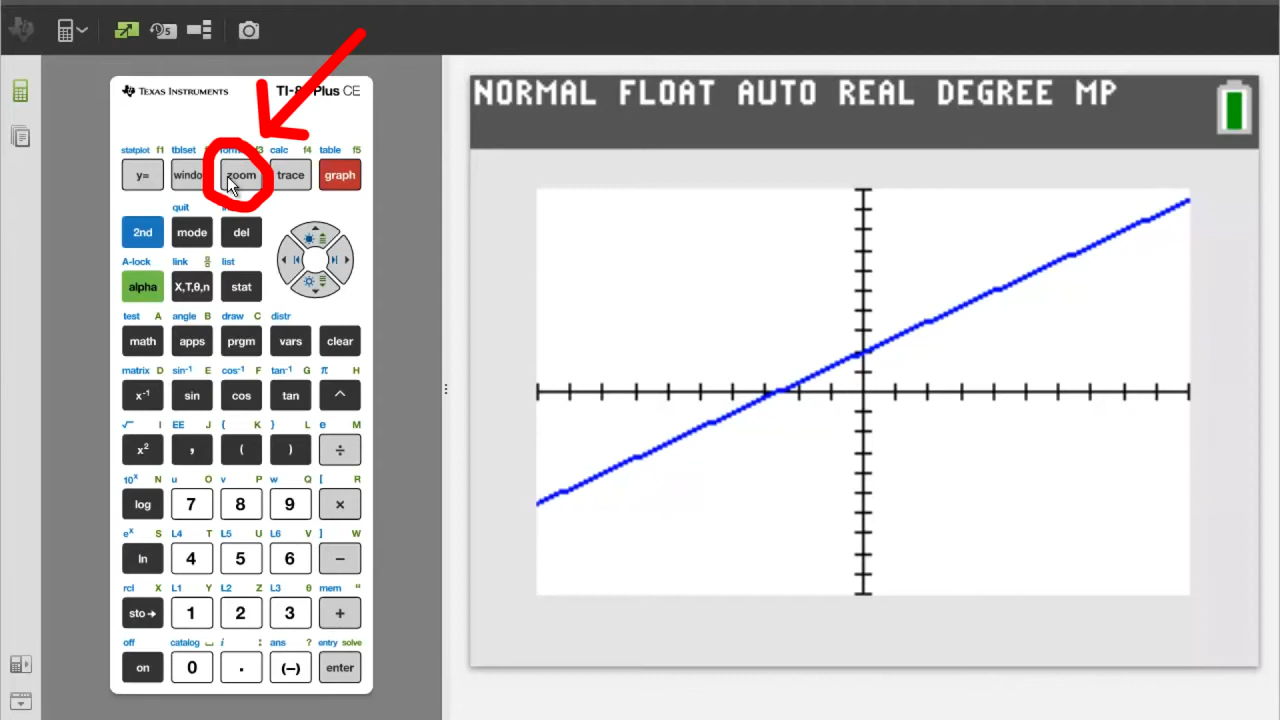 NORMAL FLOAT AUTO REAL DEGREE MP
TEXAS INSTRUMENTS
Plus CE
statplot f1 tblset f3 calc f4 table f5
y= zoom trace graph
quit
2nd mode del
A-lock link list
alpha X,T,θ,n stat
test A angle B draw C distr
math apps prgm vars clear
matrix D sin⁻¹ E cos⁻¹ F tan⁻¹ G π H
x⁻¹ sin cos tan ^
√ I EE J { K } L e M
x² , ( ) ÷
10ˣ N u O v P w Q [ R
log 7 8 9 ×
eˣ S L4 T L5 U L6 V ] W
ln 4 5 6 −
rcl X L1 Y L2 Z L3 θ mem "
sto→ 1 2 3 +
off catalog ⎵ i : ans ? entry solve
on 0 . (−) enter